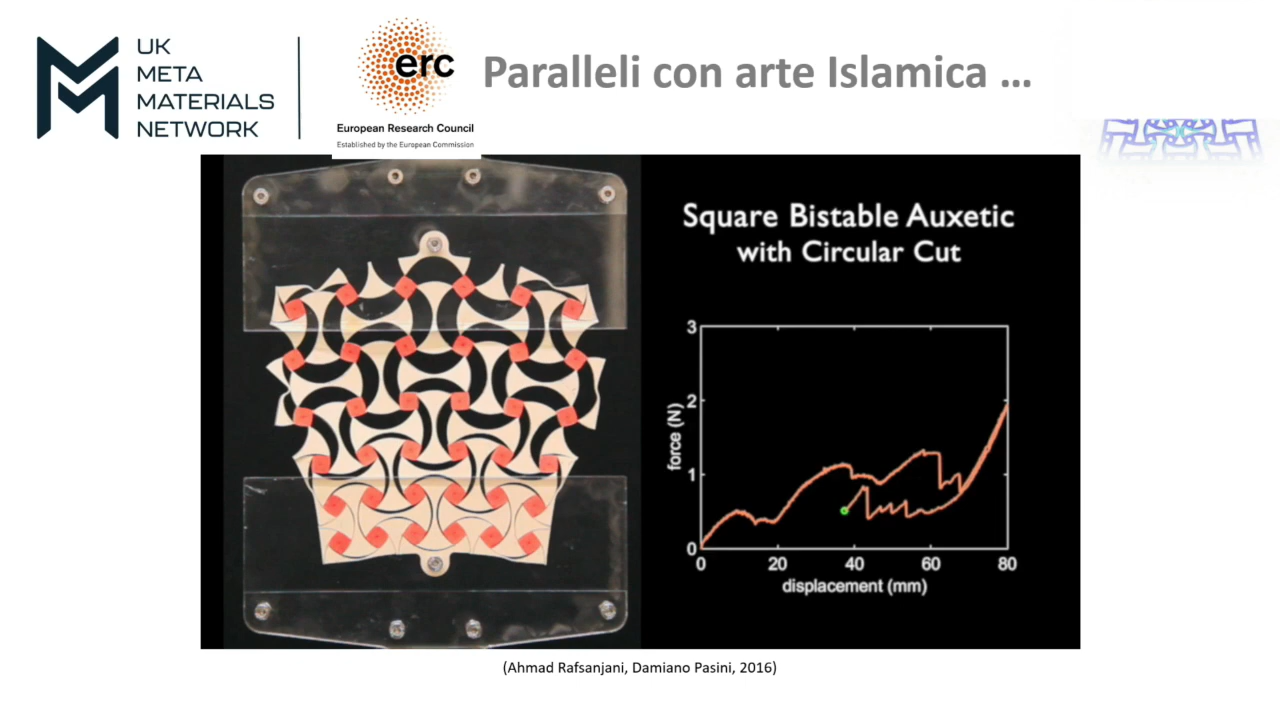 UK
META
MATERIALS
NETWORK
erc
European Research Council
Established by the European Commission
Paralleli con arte Islamica ...
Square Bistable Auxetic
with Circular Cut
3
2
1
0
force (N)
0 20 40 60 80
displacement (mm)
(Ahmad Rafsanjani, Damiano Pasini, 2016)